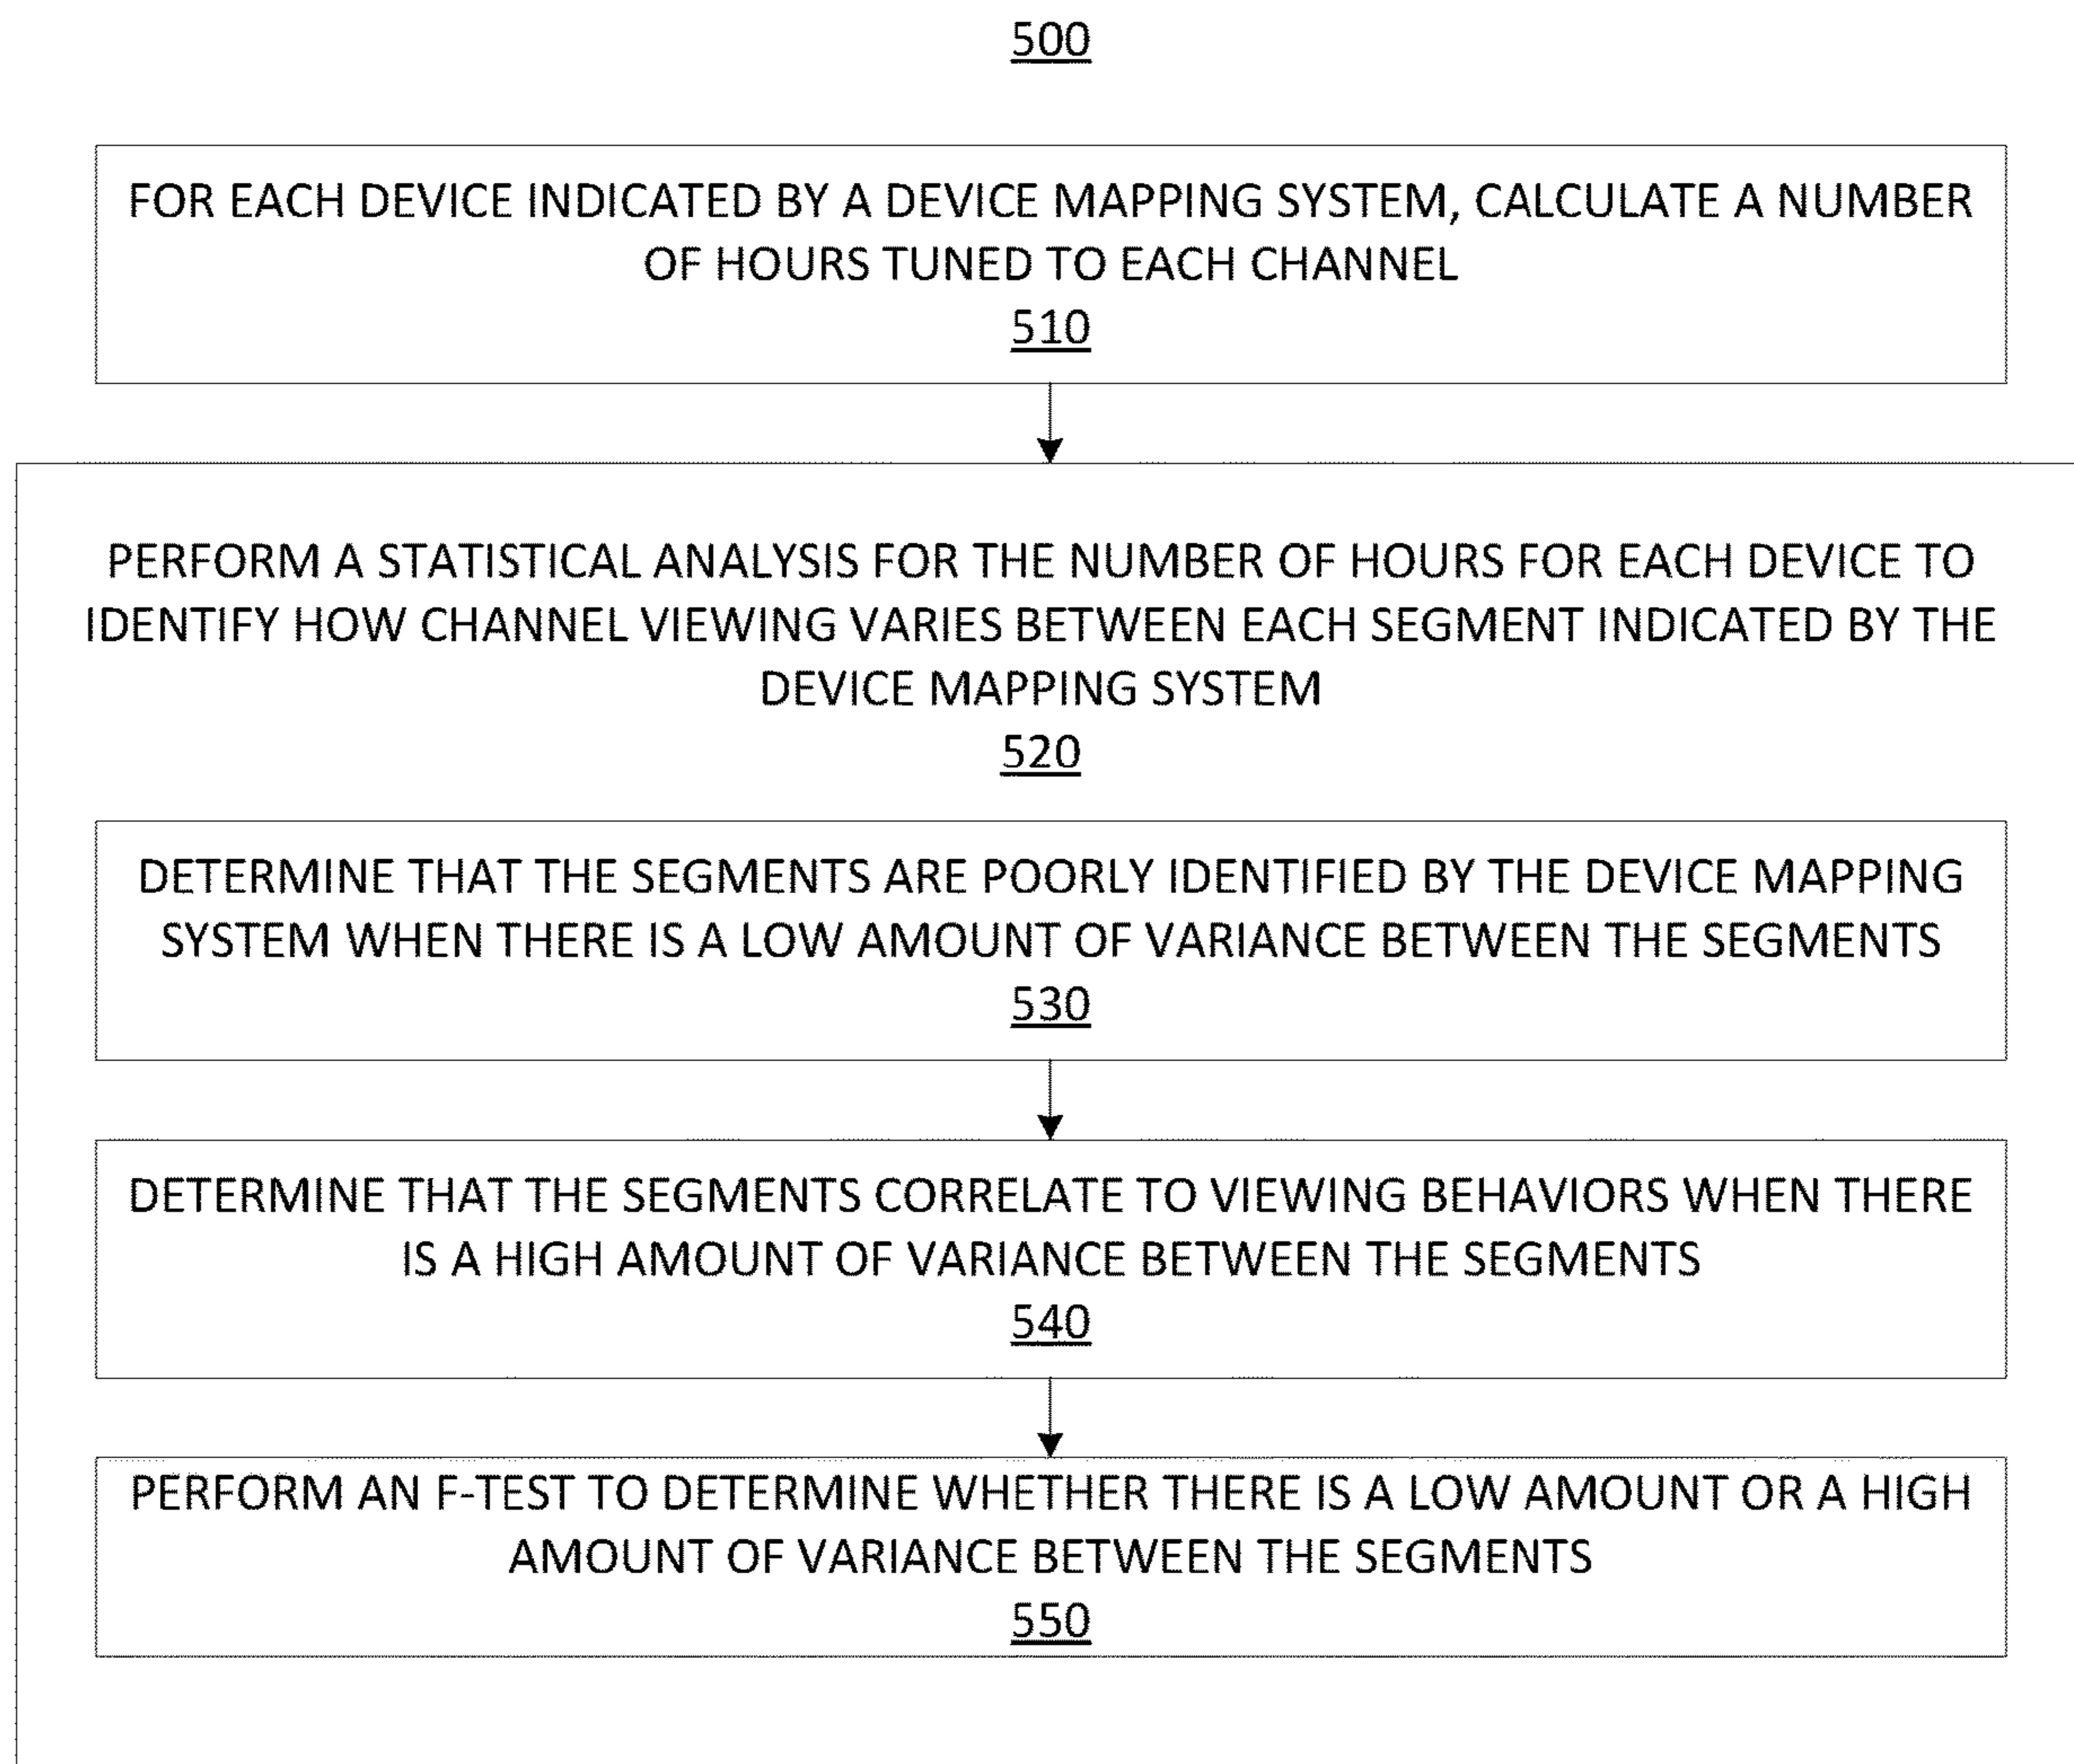 500
FOR EACH DEVICE INDICATED BY A DEVICE MAPPING SYSTEM, CALCULATE A NUMBER
OF HOURS TUNED TO EACH CHANNEL
510
PERFORM A STATISTICAL ANALYSIS FOR THE NUMBER OF HOURS FOR EACH DEVICE TO
IDENTIFY HOW CHANNEL VIEWING VARIES BETWEEN EACH SEGMENT INDICATED BY THE
DEVICE MAPPING SYSTEM
520
DETERMINE THAT THE SEGMENTS ARE POORLY IDENTIFIED BY THE DEVICE MAPPING
SYSTEM WHEN THERE IS A LOW AMOUNT OF VARIANCE BETWEEN THE SEGMENTS
530
DETERMINE THAT THE SEGMENTS CORRELATE TO VIEWING BEHAVIORS WHEN THERE
IS A HIGH AMOUNT OF VARIANCE BETWEEN THE SEGMENTS
540
PERFORM AN F-TEST TO DETERMINE WHETHER THERE IS A LOW AMOUNT OR A HIGH
AMOUNT OF VARIANCE BETWEEN THE SEGMENTS
550